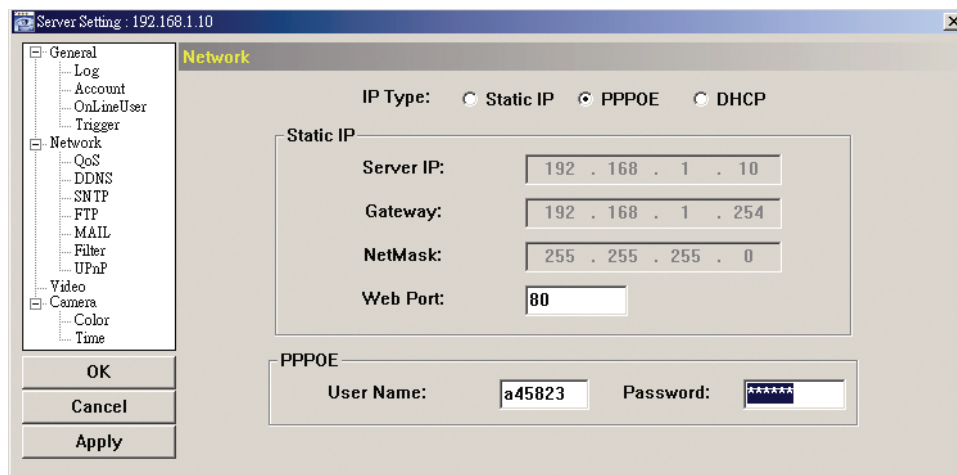 Server Setting : 192.168.1.10
General
Log
Account
OnLineUser
Trigger
Network
QoS
DDNS
SNTP
FTP
MAIL
Filter
UPnP
Video
Camera
Color
Time
OK
Cancel
Apply
Network
IP Type: Static IP PPPOE DHCP
Static IP
Server IP: 192 . 168 . 1 . 10
Gateway: 192 . 168 . 1 . 254
NetMask: 255 . 255 . 255 . 0
Web Port: 80
PPPOE
User Name: a45823 Password: ******